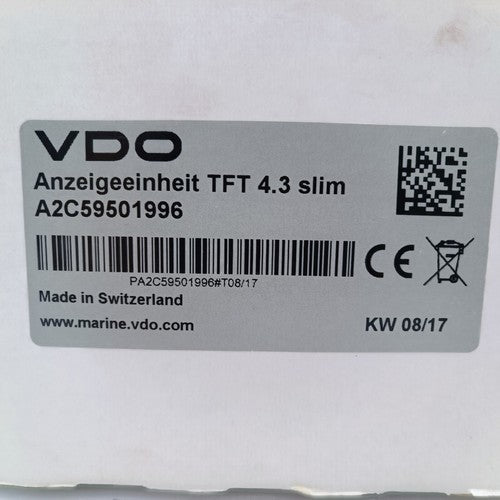 VDO
Anzeigeeinheit TFT 4.3 slim
A2C59501996
PA2C59501996#T08/17
CE
Made in Switzerland
www.marine.vdo.com
KW 08/17